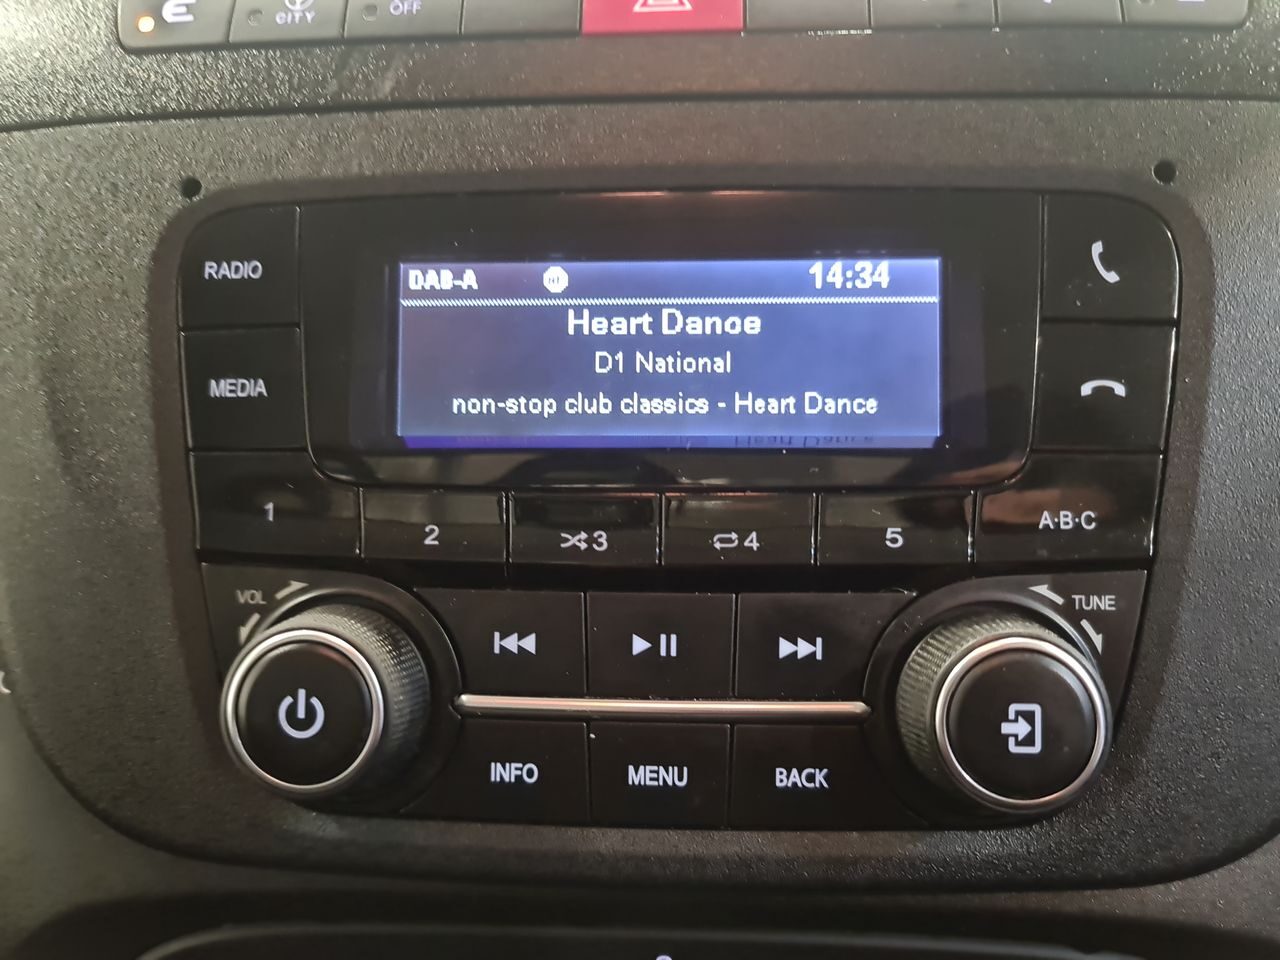 CITY
OFF
RADIO
DAB-A
14:34
Heart Dance
D1 National
non-stop club classics - Heart Dance
MEDIA
1
2
3
4
5
A·B·C
VOL
TUNE
INFO
MENU
BACK